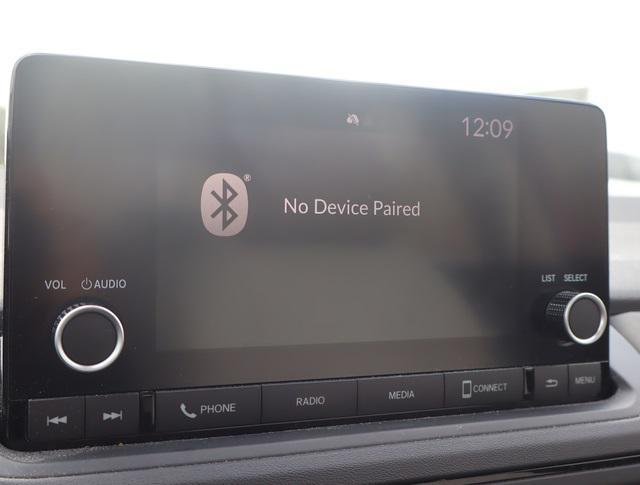 12:09
® No Device Paired
VOL AUDIO
LIST SELECT
PHONE RADIO MEDIA CONNECT MENU